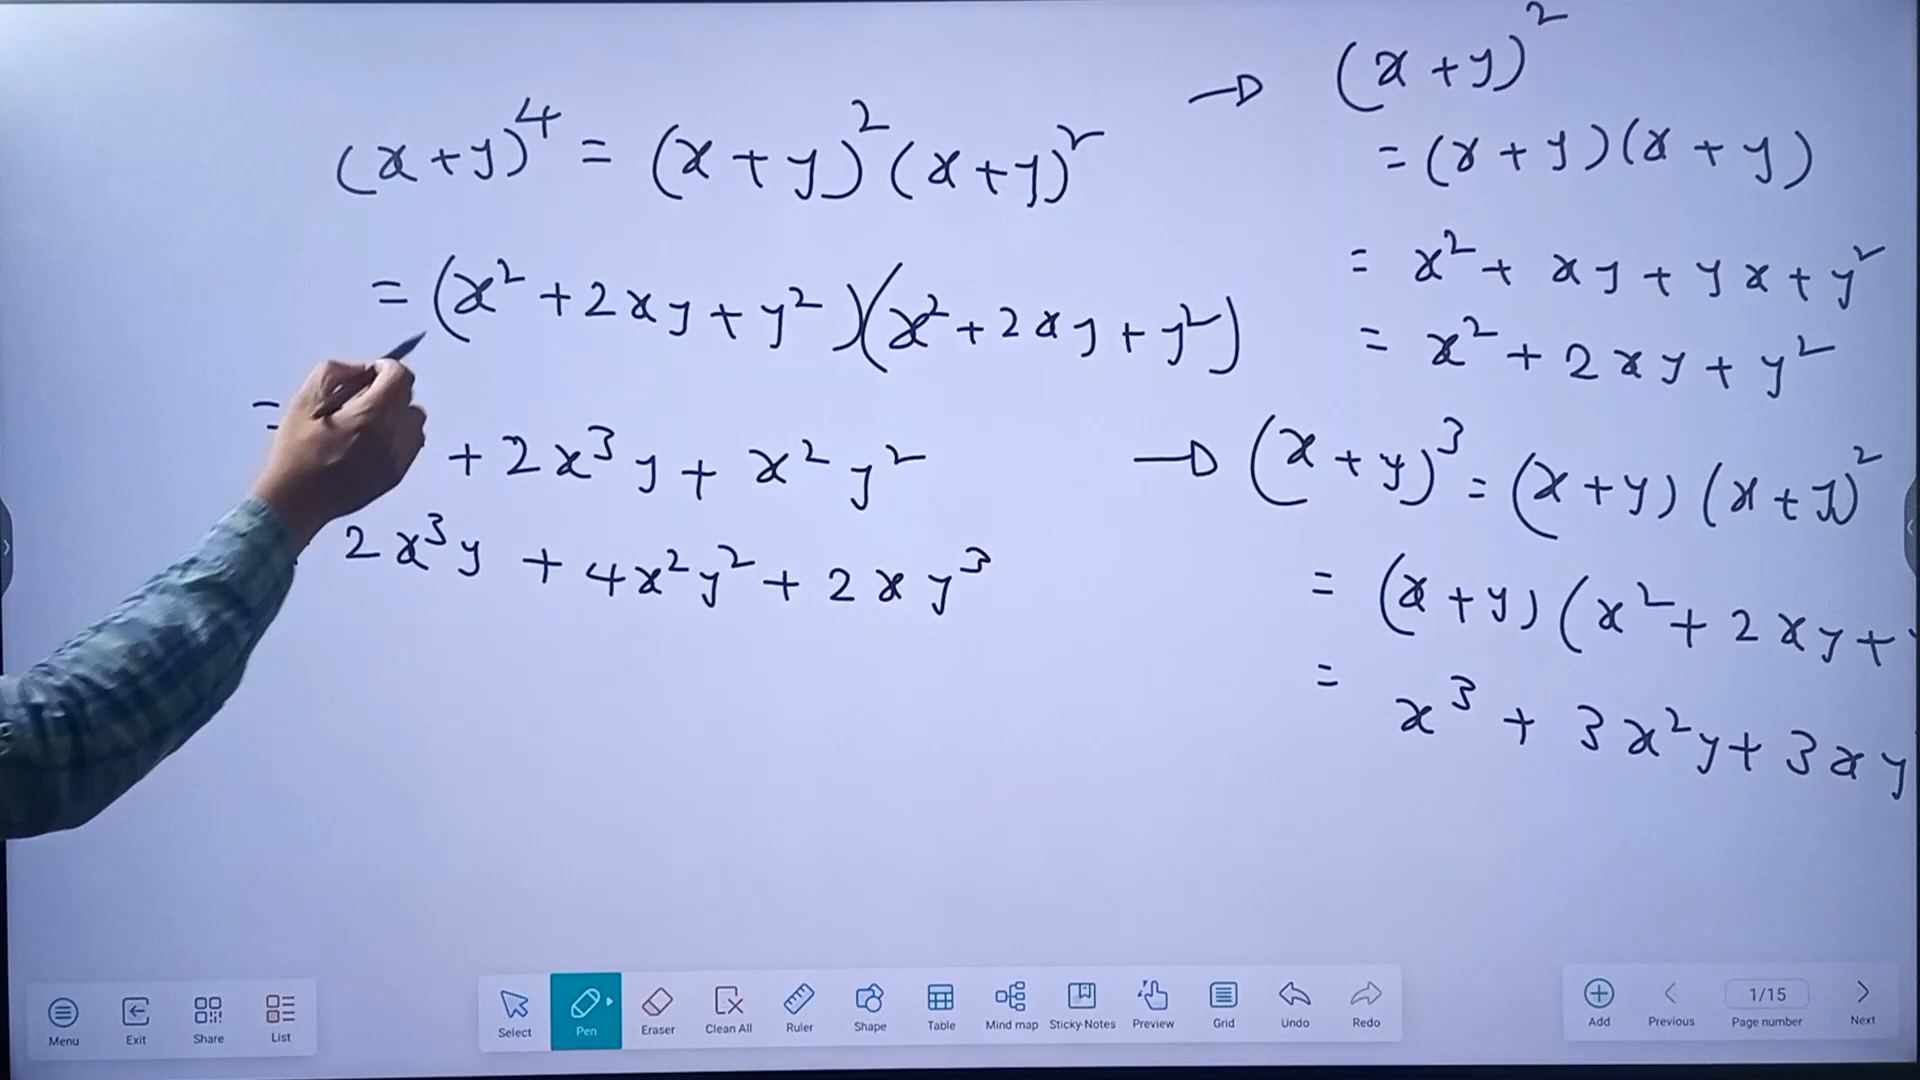 (x+y)⁴ = (x+y)²(x+y)²
= (x²+2xy+y²)(x²+2xy+y²)
=
+2x³y+x²y²
2x³y+4x²y²+2xy³
→ (x+y)²
= (x+y)(x+y)
= x²+xy+yx+y²
= x²+2xy+y²
→ (x+y)³ = (x+y)(x+y)²
= (x+y)(x²+2xy+
=
x³+3x²y+3xy
Menu
Exit
Share
List
Select
Pen
Eraser
Clean All
Ruler
Shape
Table
Mind map
Sticky-Notes
Preview
Grid
Undo
Redo
Add
Previous
1/15
Page number
Next